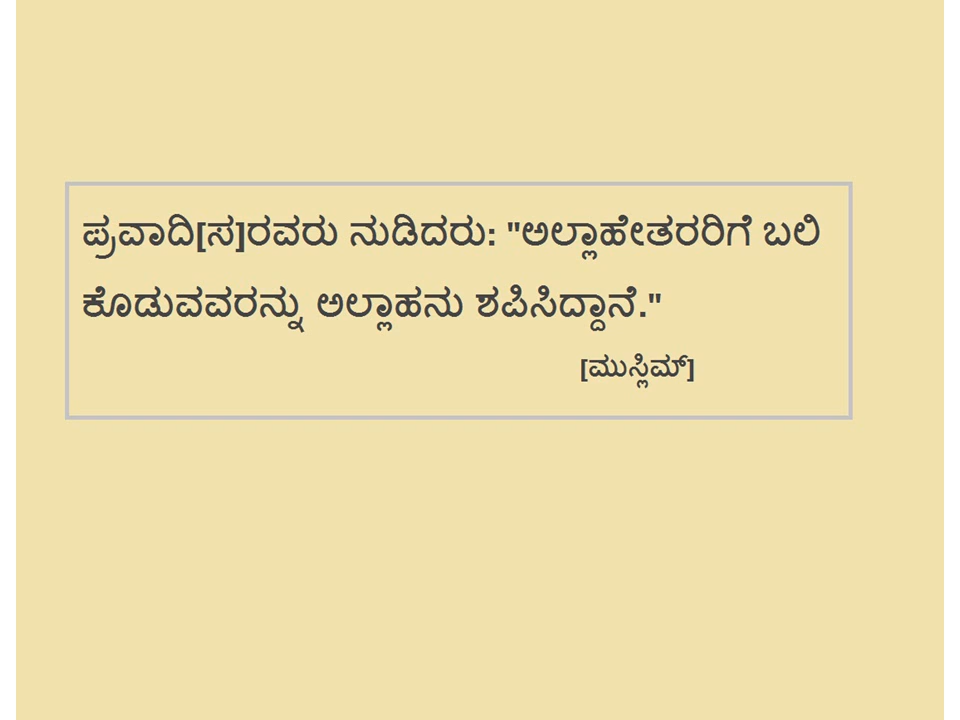 ಪ್ರವಾದಿ[ಸ]ರವರು ನುಡಿದರು: "ಅಲ್ಲಾಹೇತರರಿಗೆ ಬಲಿ
ಕೊಡುವವರನ್ನು ಅಲ್ಲಾಹನು ಶಪಿಸಿದ್ದಾನೆ."
[ಮುಸ್ಲಿಮ್]